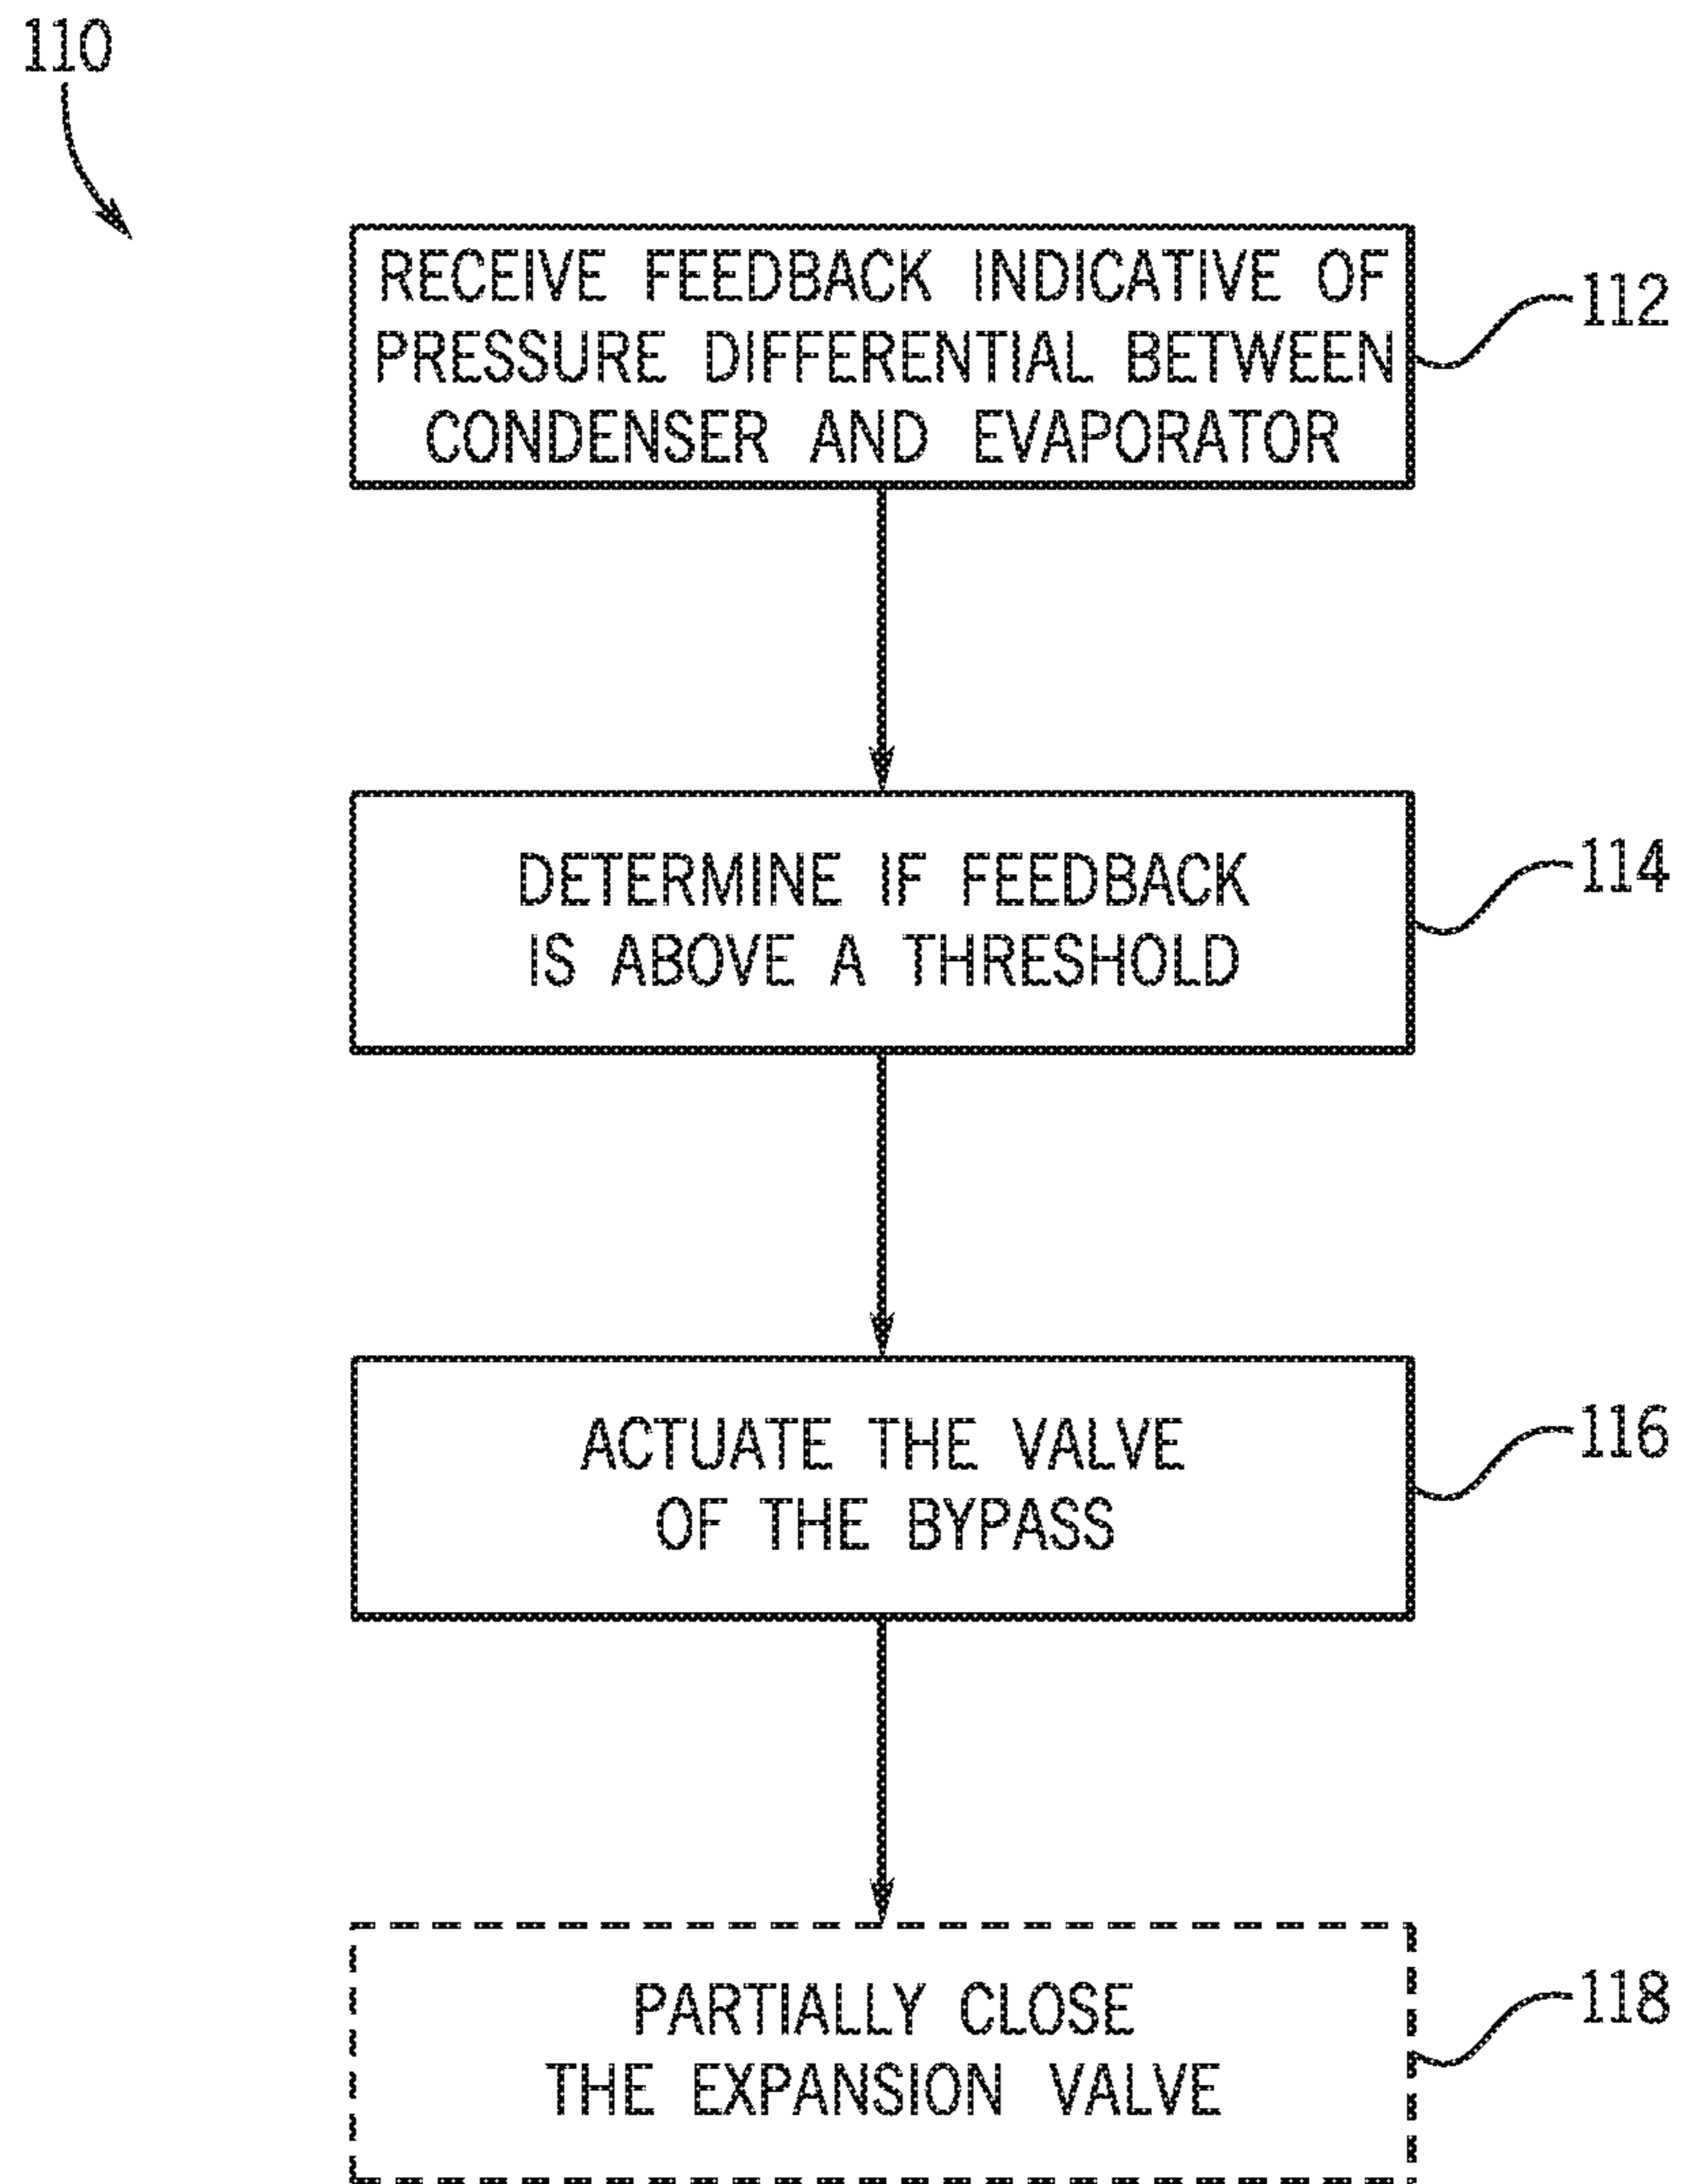 110
RECEIVE FEEDBACK INDICATIVE OF
PRESSURE DIFFERENTIAL BETWEEN
CONDENSER AND EVAPORATOR
112
DETERMINE IF FEEDBACK
IS ABOVE A THRESHOLD
114
ACTUATE THE VALVE
OF THE BYPASS
116
PARTIALLY CLOSE
THE EXPANSION VALVE
118